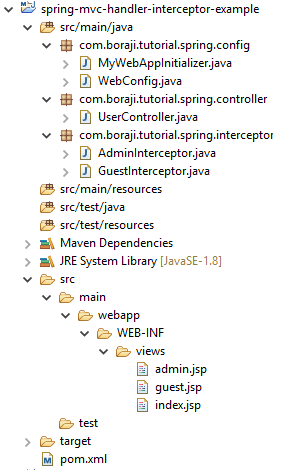 spring-mvc-handler-interceptor-example
src/main/java
com.boraji.tutorial.spring.config
MyWebAppInitializer.java
WebConfig.java
com.boraji.tutorial.spring.controller
UserController.java
com.boraji.tutorial.spring.interceptor
AdminInterceptor.java
GuestInterceptor.java
src/main/resources
src/test/java
src/test/resources
Maven Dependencies
JRE System Library [JavaSE-1.8]
src
main
webapp
WEB-INF
views
admin.jsp
guest.jsp
index.jsp
test
target
pom.xml